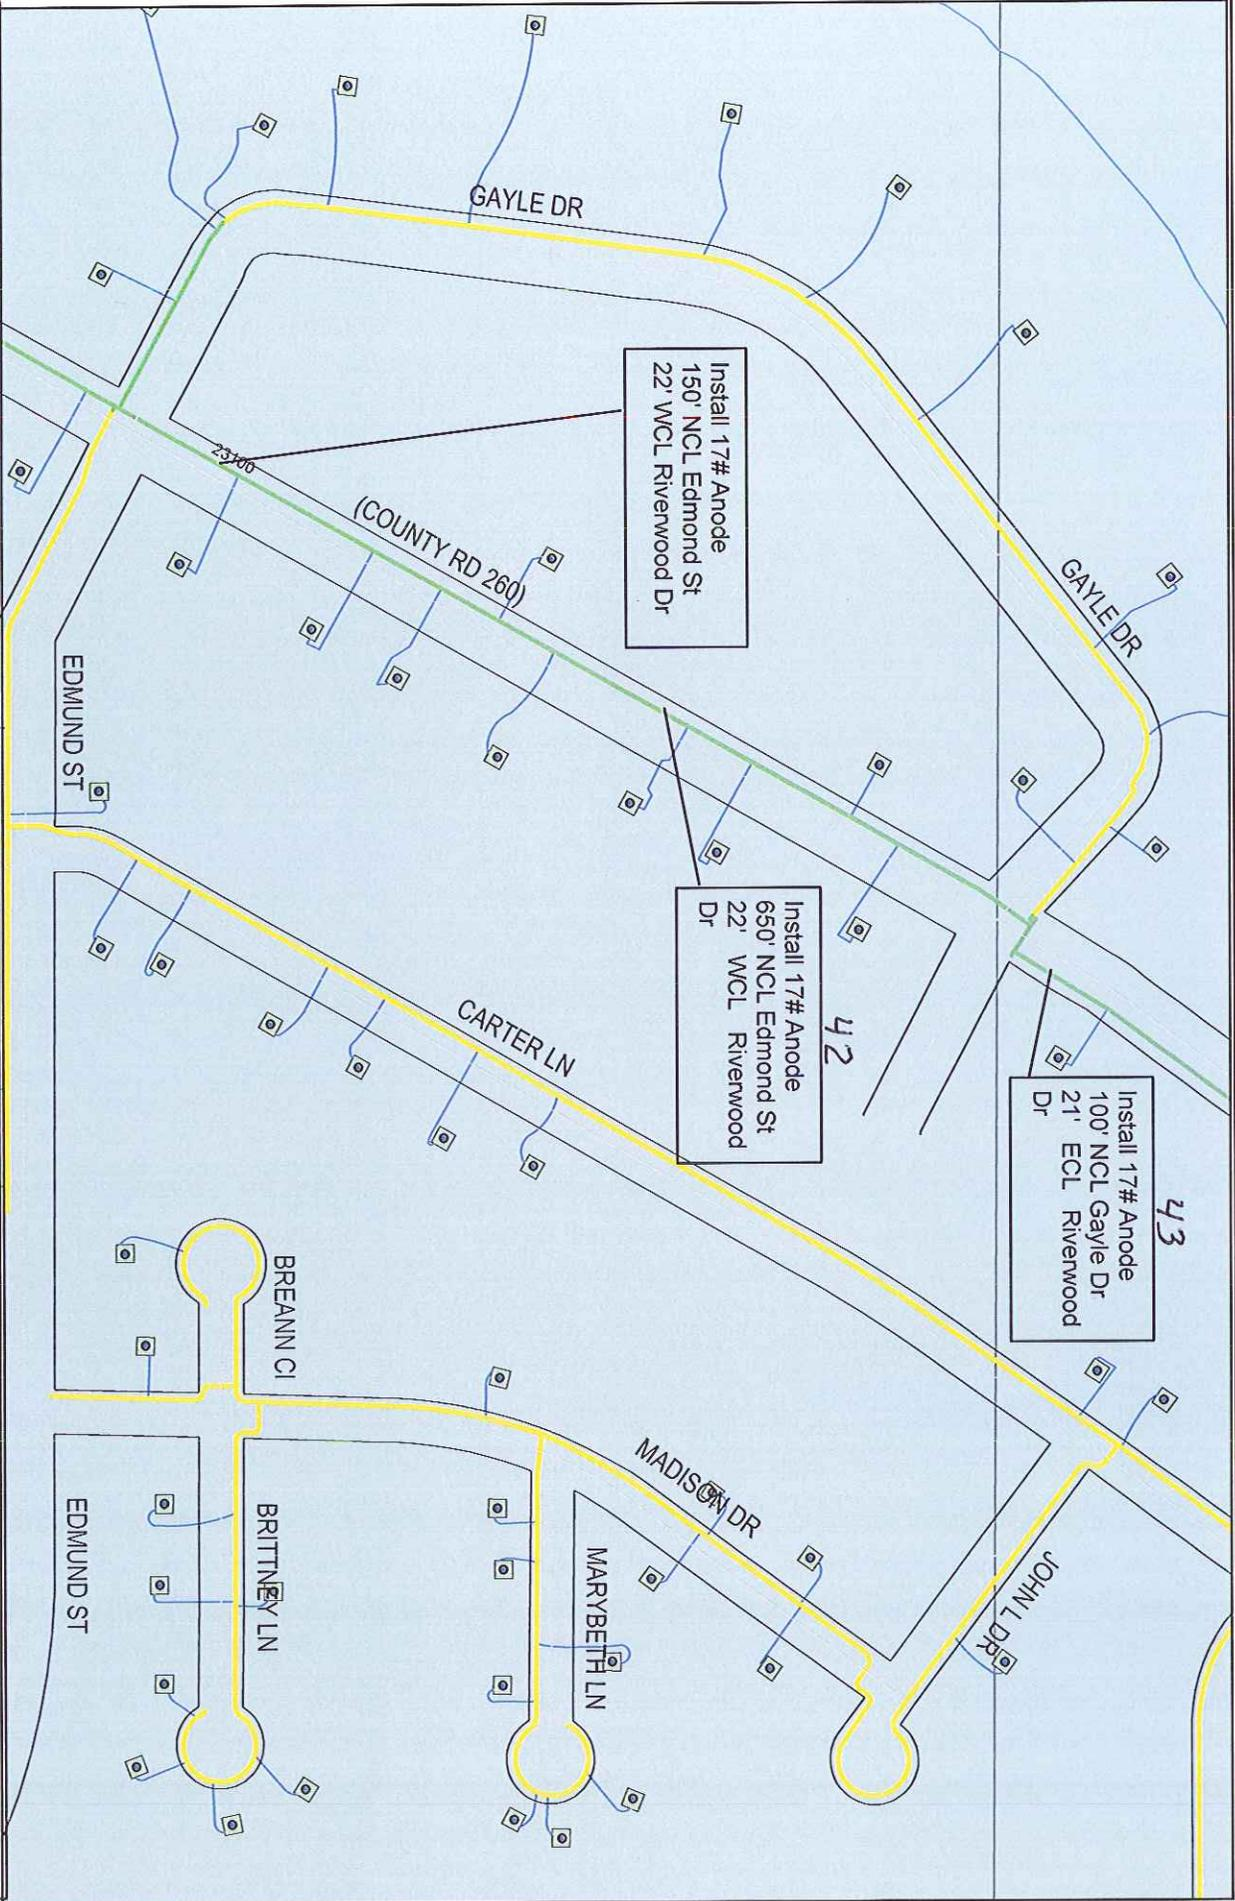 GAYLE DR
GAYLE DR
Install 17# Anode
150' NCL Edmond St
22' WCL Riverwood Dr
23100
(COUNTY RD 260)
EDMUND ST
42
Install 17# Anode
650' NCL Edmond St
22' WCL Riverwood
Dr
43
Install 17# Anode
100' NCL Gayle Dr
21' ECL Riverwood
Dr
CARTER LN
BREANN CI
MADISON DR
JOHN L DR
MARYBETH LN
BRITTNEY LN
EDMUND ST